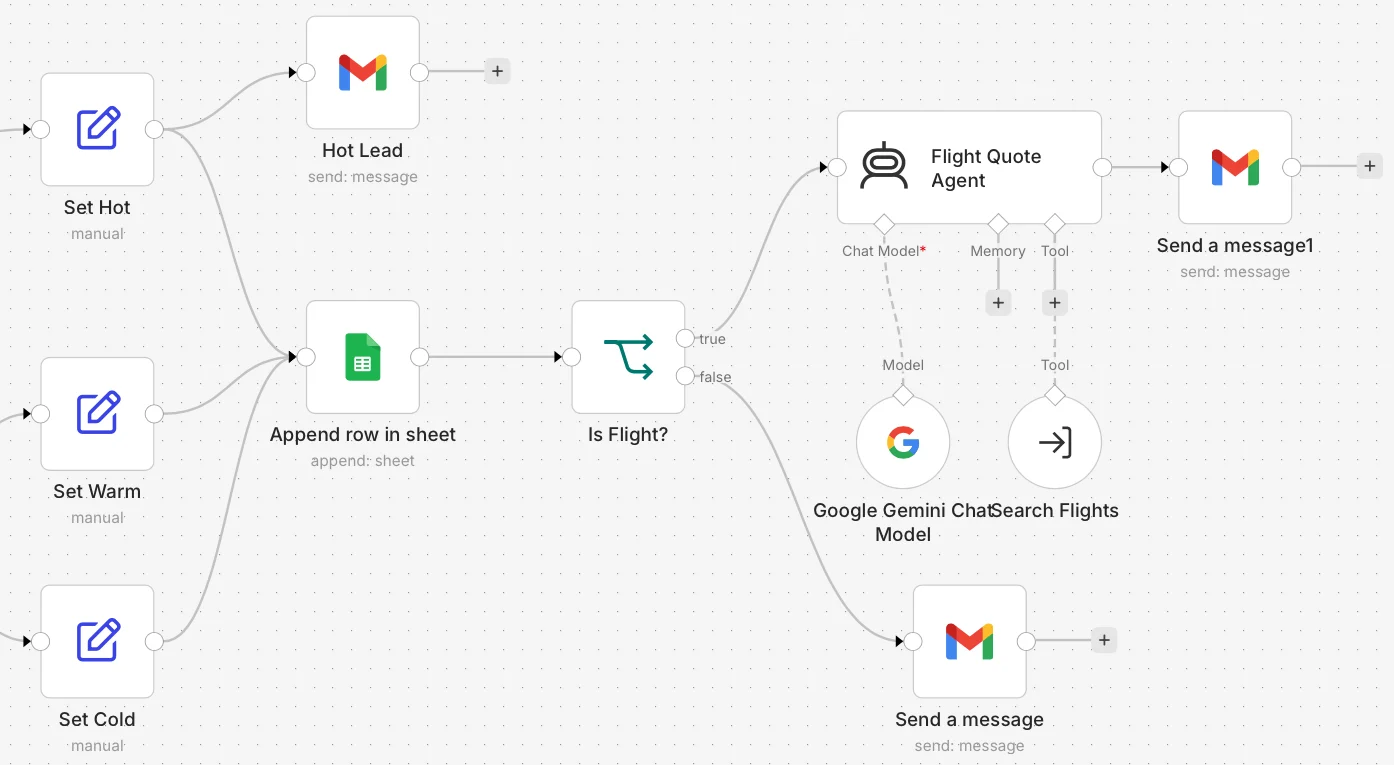 Hot Lead
send: message
Set Hot
manual
Flight Quote
Agent
Chat Model*
Memory
Tool
Send a message1
send: message
Append row in sheet
append: sheet
true
false
Is Flight?
Model
Tool
Google Gemini Chat
Model
Search Flights
Set Warm
manual
Set Cold
manual
Send a message
send: message